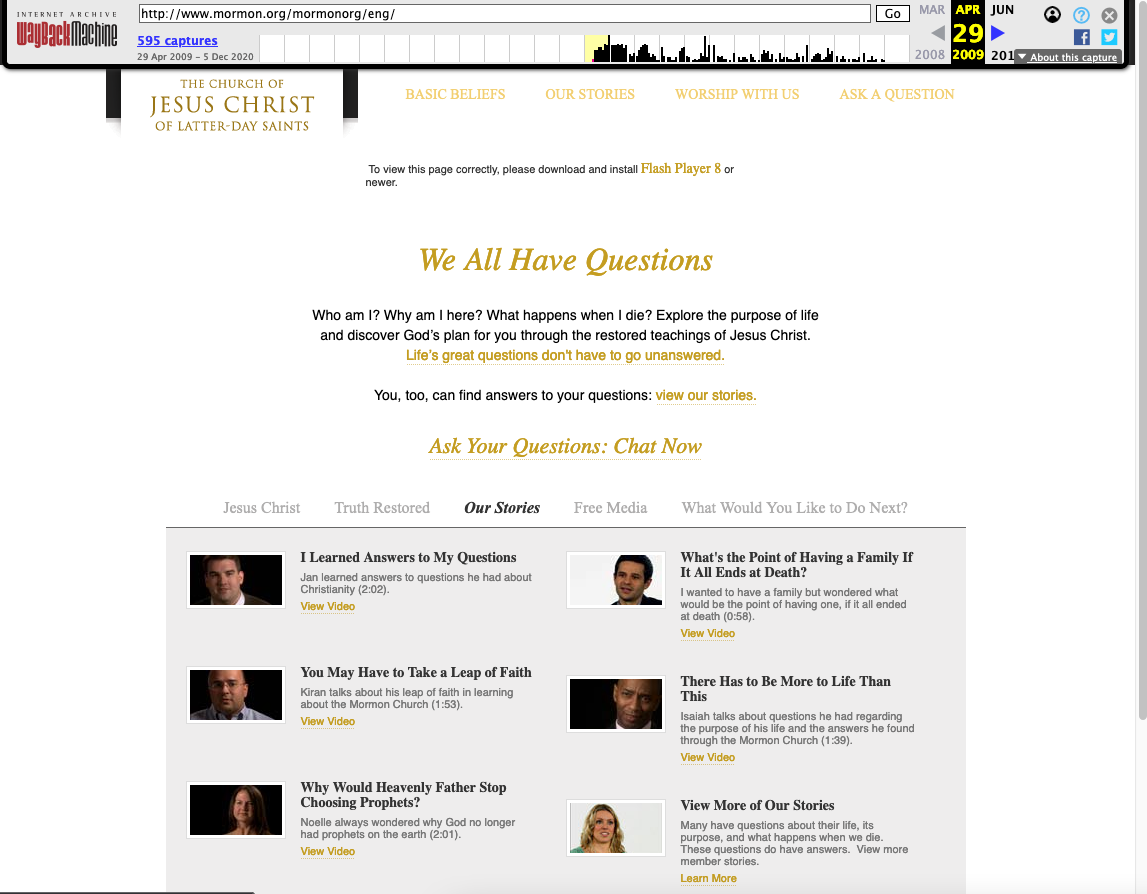 INTERNET ARCHIVE
WayBackMachine
http://www.mormon.org/mormonorg/eng/
Go
595 captures
29 Apr 2009 – 5 Dec 2020
MAR APR JUN
29
2008 2009 201
About this capture
THE CHURCH OF
JESUS CHRIST
OF LATTER-DAY SAINTS
BASIC BELIEFS OUR STORIES WORSHIP WITH US ASK A QUESTION
To view this page correctly, please download and install Flash Player 8 or
newer.
We All Have Questions
Who am I? Why am I here? What happens when I die? Explore the purpose of life
and discover God's plan for you through the restored teachings of Jesus Christ.
Life's great questions don't have to go unanswered.
You, too, can find answers to your questions: view our stories.
Ask Your Questions: Chat Now
Jesus Christ Truth Restored Our Stories Free Media What Would You Like to Do Next?
I Learned Answers to My Questions
Jan learned answers to questions he had about
Christianity (2:02).
View Video
What's the Point of Having a Family If
It All Ends at Death?
I wanted to have a family but wondered what
would be the point of having one, if it all ended
at death (0:58).
View Video
You May Have to Take a Leap of Faith
Kiran talks about his leap of faith in learning
about the Mormon Church (1:53).
View Video
There Has to Be More to Life Than
This
Isaiah talks about questions he had regarding
the purpose of his life and the answers he found
through the Mormon Church (1:39).
View Video
Why Would Heavenly Father Stop
Choosing Prophets?
Noelle always wondered why God no longer
had prophets on the earth (2:01).
View Video
View More of Our Stories
Many have questions about their life, its
purpose, and what happens when we die.
These questions do have answers. View more
member stories.
Learn More